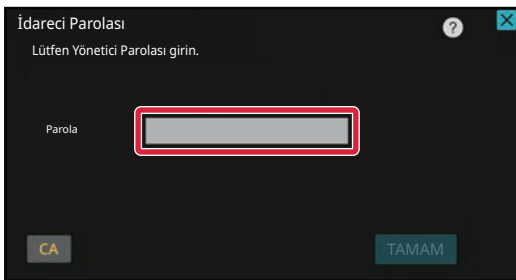 İdareci Parolası
?
Lütfen Yönetici Parolası girin.
Parola
CA
TAMAM